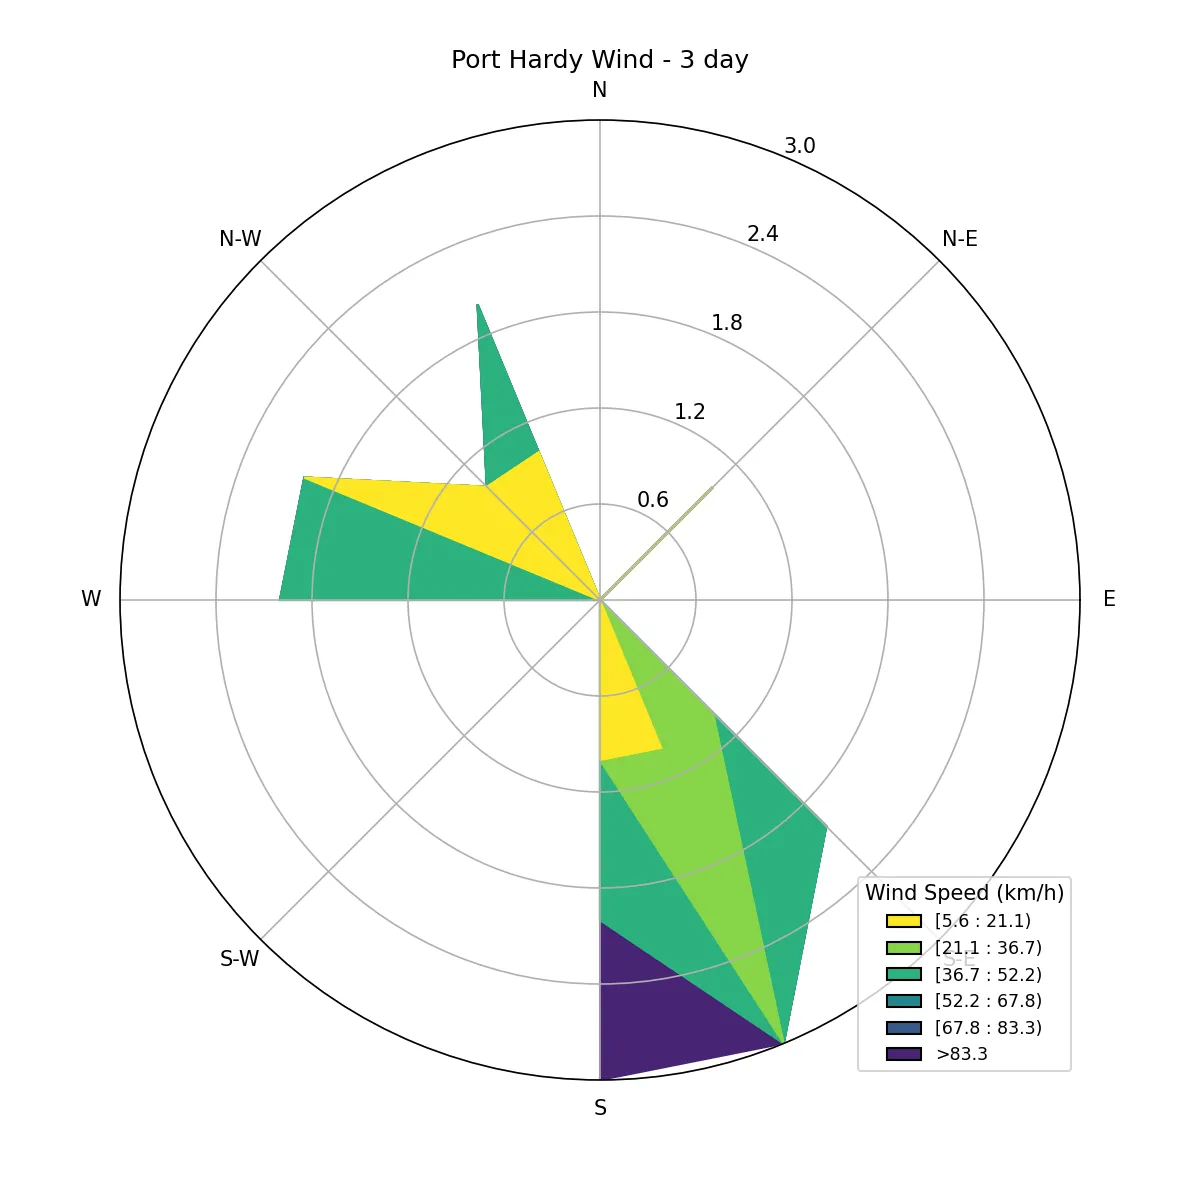 Port Hardy Wind - 3 day
N
3.0
N-W
2.4
N-E
1.8
1.2
0.6
W
E
Wind Speed (km/h)
[5.6 : 21.1)
[21.1 : 36.7)
S-W
S-E
[36.7 : 52.2)
[52.2 : 67.8)
[67.8 : 83.3)
>83.3
S